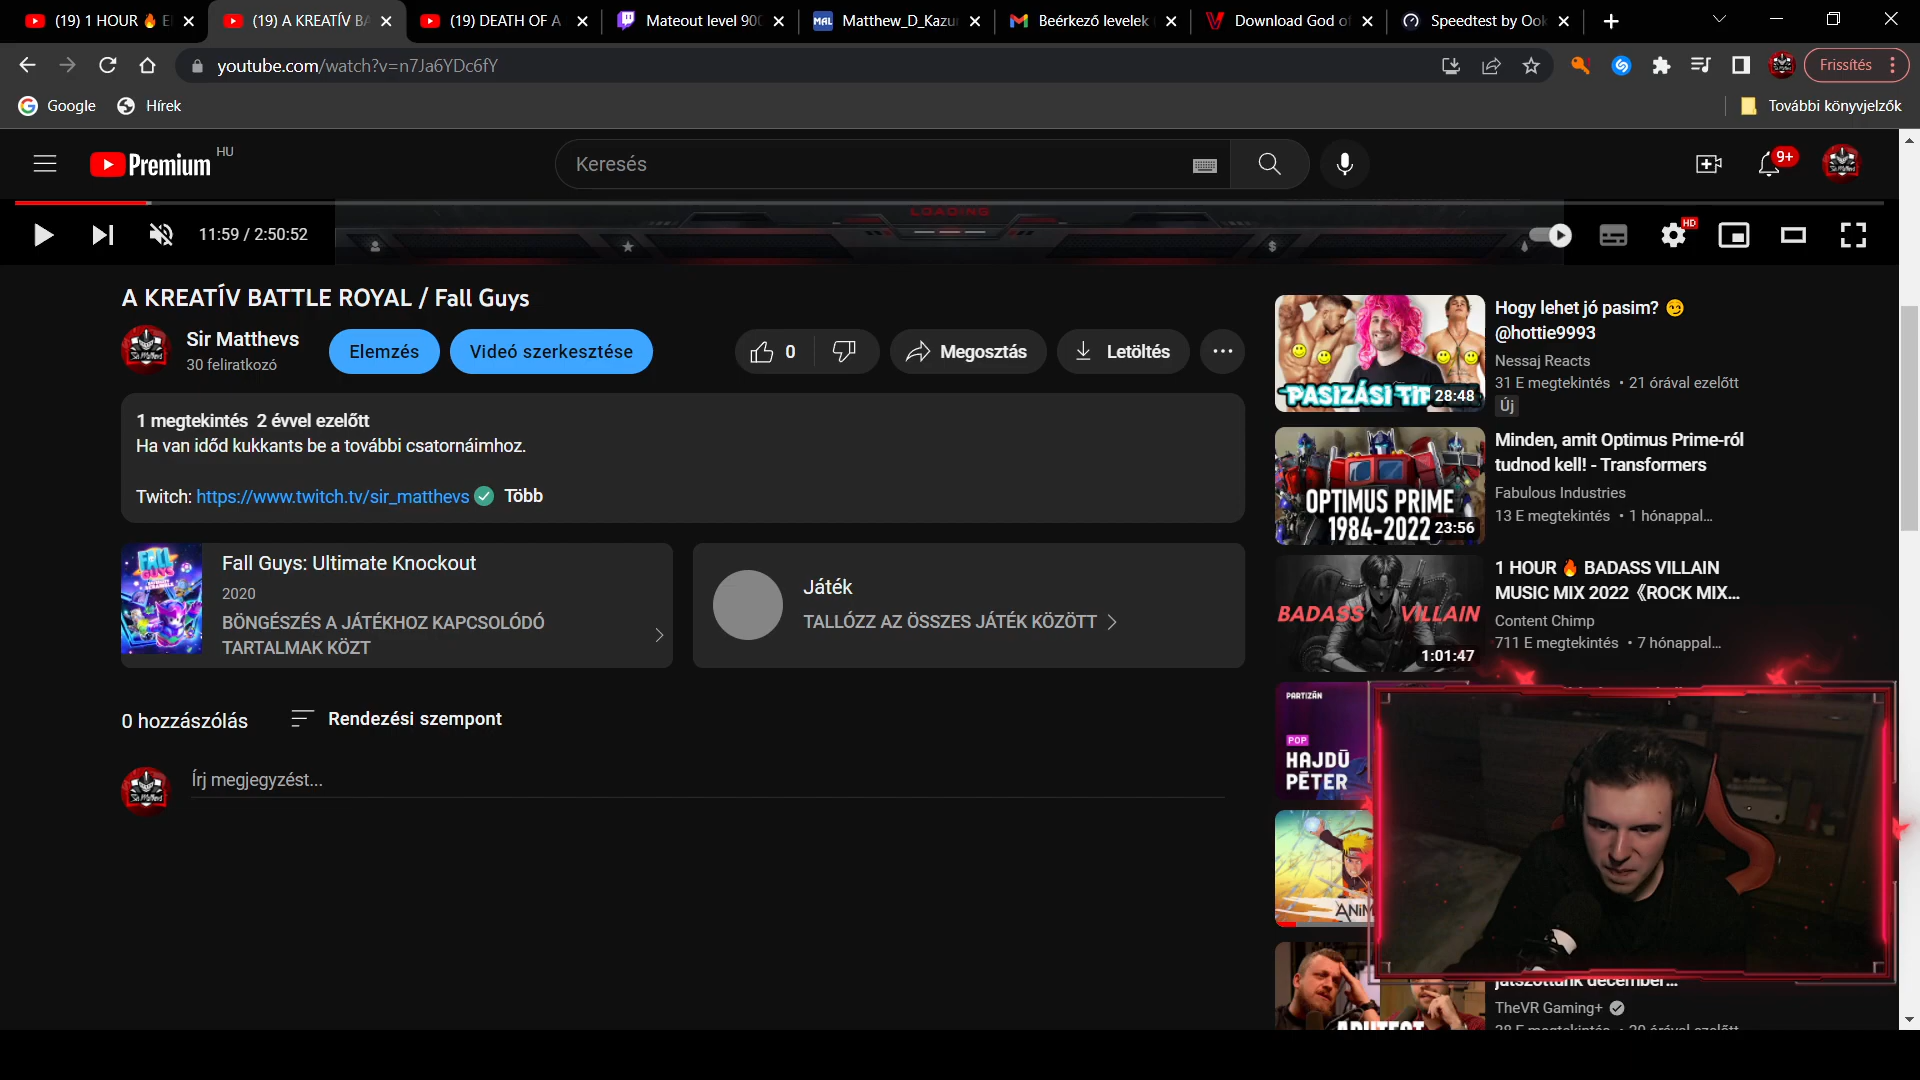 (19) 1 HOUR 🔥 E
(19) A KREATÍV BA
(19) DEATH OF A
Mateout level 900
MAL Matthew_D_Kazu
Beérkező levelek
Download God of
Speedtest by Ook
youtube.com/watch?v=n7Ja6YDc6fY
Frissítés
Google
Hírek
További könyvjelzők
Premium HU
Keresés
9+
11:59 / 2:50:52
LOADING
HD
A KREATÍV BATTLE ROYAL / Fall Guys
Sir Matthevs
30 feliratkozó
Elemzés
Videó szerkesztése
0
Megosztás
Letöltés
1 megtekintés 2 évvel ezelőtt
Ha van időd kukkants be a további csatornáimhoz.
Twitch: https://www.twitch.tv/sir_matthevs Több
FALL GUYS
Fall Guys: Ultimate Knockout
2020
BÖNGÉSZÉS A JÁTÉKHOZ KAPCSOLÓDÓ
TARTALMAK KÖZT
Játék
TALLÓZZ AZ ÖSSZES JÁTÉK KÖZÖTT
0 hozzászólás
Rendezési szempont
Írj megjegyzést...
PASIZÁSI TIP
28:48
Hogy lehet jó pasim? 😏
@hottie9993
Nessaj Reacts
31 E megtekintés • 21 órával ezelőtt
Új
OPTIMUS PRIME
1984-2022
23:56
Minden, amit Optimus Prime-ról
tudnod kell! - Transformers
Fabulous Industries
13 E megtekintés • 1 hónappal...
BADASS VILLAIN
1:01:47
1 HOUR 🔥 BADASS VILLAIN
MUSIC MIX 2022 《ROCK MIX...
Content Chimp
711 E megtekintés • 7 hónappal...
PARTIZÁN
POP
HAJDÚ
PÉTER
ANIM
játszottunk december...
TheVR Gaming+